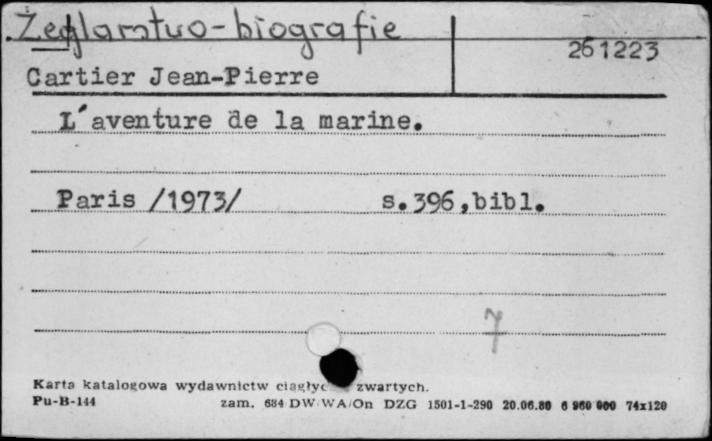 Żeglarstwo-biografie
261223
Cartier Jean-Pierre
L'aventure de la marine.
Paris /1973/ s.396,bibl.
7
Karta katalogowa wydawnictw zwartych.
Pu-B-144 zam. 684 DW/WA/On DZG 1501-1-290 20.06.80 6 960 000 74x120